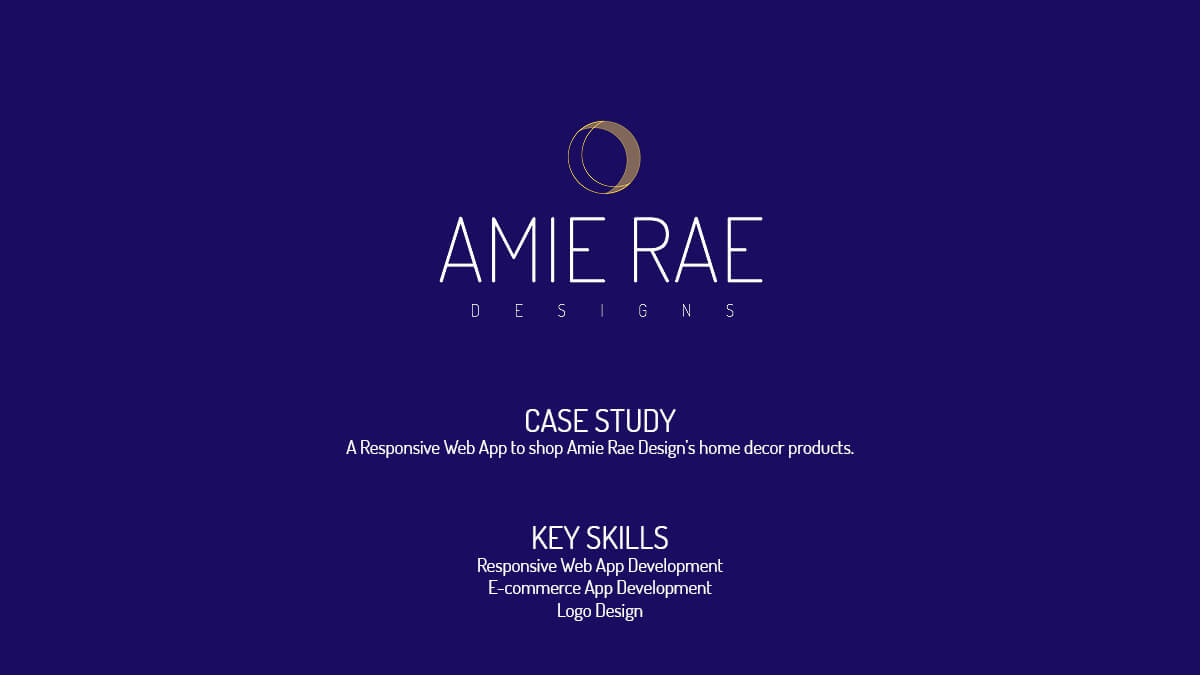 AMIE RAE
DESIGNS
CASE STUDY
A Responsive Web App to shop Amie Rae Design's home decor products.
KEY SKILLS
Responsive Web App Development
E-commerce App Development
Logo Design